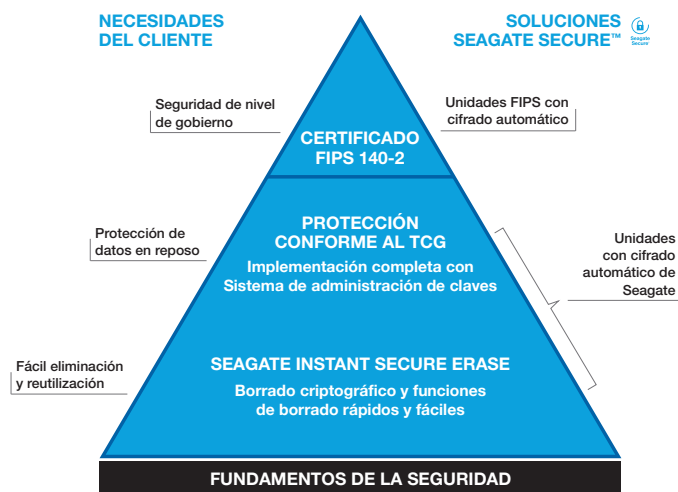 NECESIDADES
DEL CLIENTE
SOLUCIONES
SEAGATE SECURE™
Seagate
Secure
Seguridad de nivel
de gobierno
Unidades FIPS con
cifrado automático
CERTIFICADO
FIPS 140-2
Protección de
datos en reposo
PROTECCIÓN
CONFORME AL TCG
Implementación completa con
Sistema de administración de claves
Unidades
con cifrado
automático de
Seagate
Fácil eliminación
y reutilización
SEAGATE INSTANT SECURE ERASE
Borrado criptográfico y funciones
de borrado rápidos y fáciles
FUNDAMENTOS DE LA SEGURIDAD